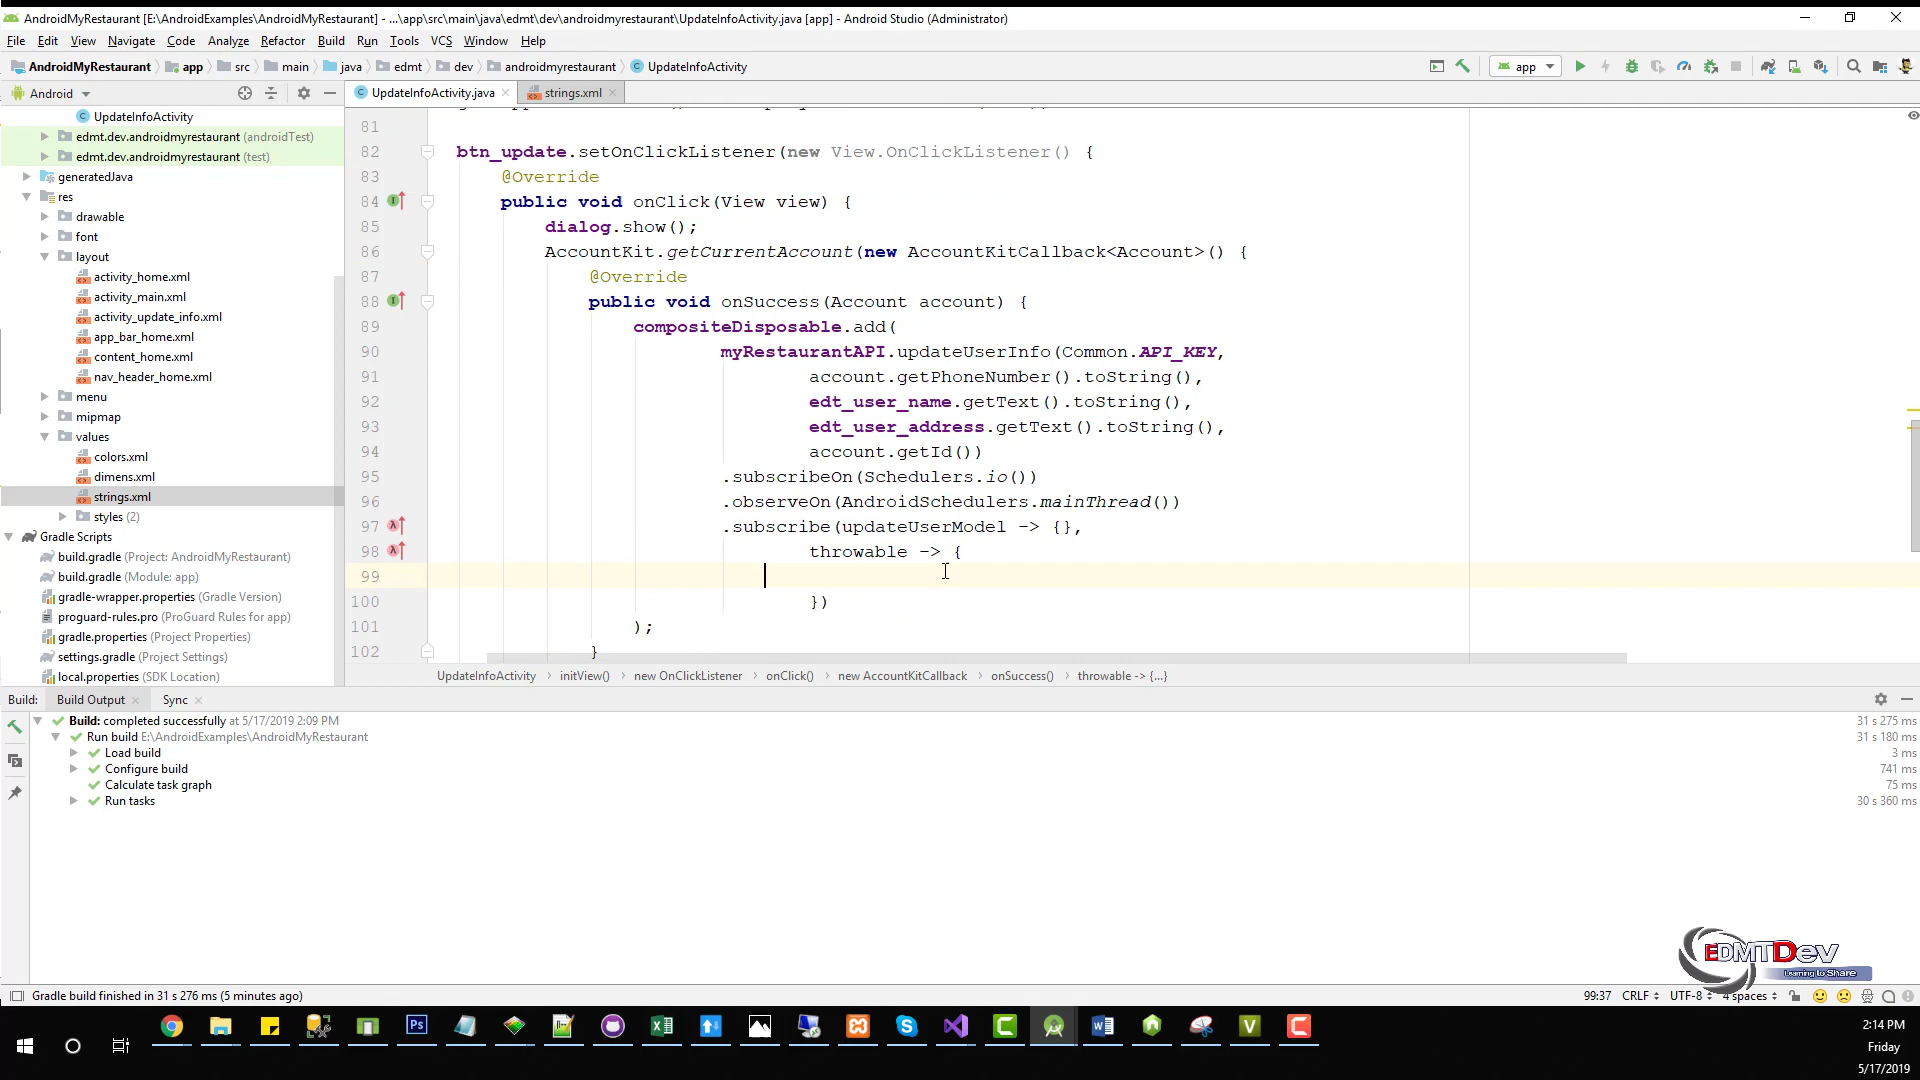 AndroidMyRestaurant [E:\AndroidExamples\AndroidMyRestaurant] - ...\app\src\main\java\edmt\dev\androidmyrestaurant\UpdateInfoActivity.java [app] - Android Studio (Administrator)
File Edit View Navigate Code Analyze Refactor Build Run Tools VCS Window Help
AndroidMyRestaurant app src main java edmt dev androidmyrestaurant UpdateInfoActivity app
Android UpdateInfoActivity.java strings.xml
UpdateInfoActivity
edmt.dev.androidmyrestaurant (androidTest)
edmt.dev.androidmyrestaurant (test)
generatedJava
res
drawable
font
layout
activity_home.xml
activity_main.xml
activity_update_info.xml
app_bar_home.xml
content_home.xml
nav_header_home.xml
menu
mipmap
values
colors.xml
dimens.xml
strings.xml
styles (2)
Gradle Scripts
build.gradle (Project: AndroidMyRestaurant)
build.gradle (Module: app)
gradle-wrapper.properties (Gradle Version)
proguard-rules.pro (ProGuard Rules for app)
gradle.properties (Project Properties)
settings.gradle (Project Settings)
local.properties (SDK Location)
81
82 btn_update.setOnClickListener(new View.OnClickListener() {
83 @Override
84 public void onClick(View view) {
85 dialog.show();
86 AccountKit.getCurrentAccount(new AccountKitCallback<Account>() {
87 @Override
88 public void onSuccess(Account account) {
89 compositeDisposable.add(
90 myRestaurantAPI.updateUserInfo(Common.API_KEY,
91 account.getPhoneNumber().toString(),
92 edt_user_name.getText().toString(),
93 edt_user_address.getText().toString(),
94 account.getId())
95 .subscribeOn(Schedulers.io())
96 .observeOn(AndroidSchedulers.mainThread())
97 .subscribe(updateUserModel -> {},
98 throwable -> {
99
100 })
101 );
102 }
UpdateInfoActivity › initView() › new OnClickListener › onClick() › new AccountKitCallback › onSuccess() › throwable -> {...}
Build: Build Output Sync
Build: completed successfully at 5/17/2019 2:09 PM 31 s 275 ms
Run build E:\AndroidExamples\AndroidMyRestaurant 31 s 180 ms
Load build 3 ms
Configure build 741 ms
Calculate task graph 75 ms
Run tasks 30 s 360 ms
EDMTDev
Learning to Share
Gradle build finished in 31 s 276 ms (5 minutes ago) 99:37 CRLF UTF-8 4 spaces
2:14 PM
Friday
5/17/2019